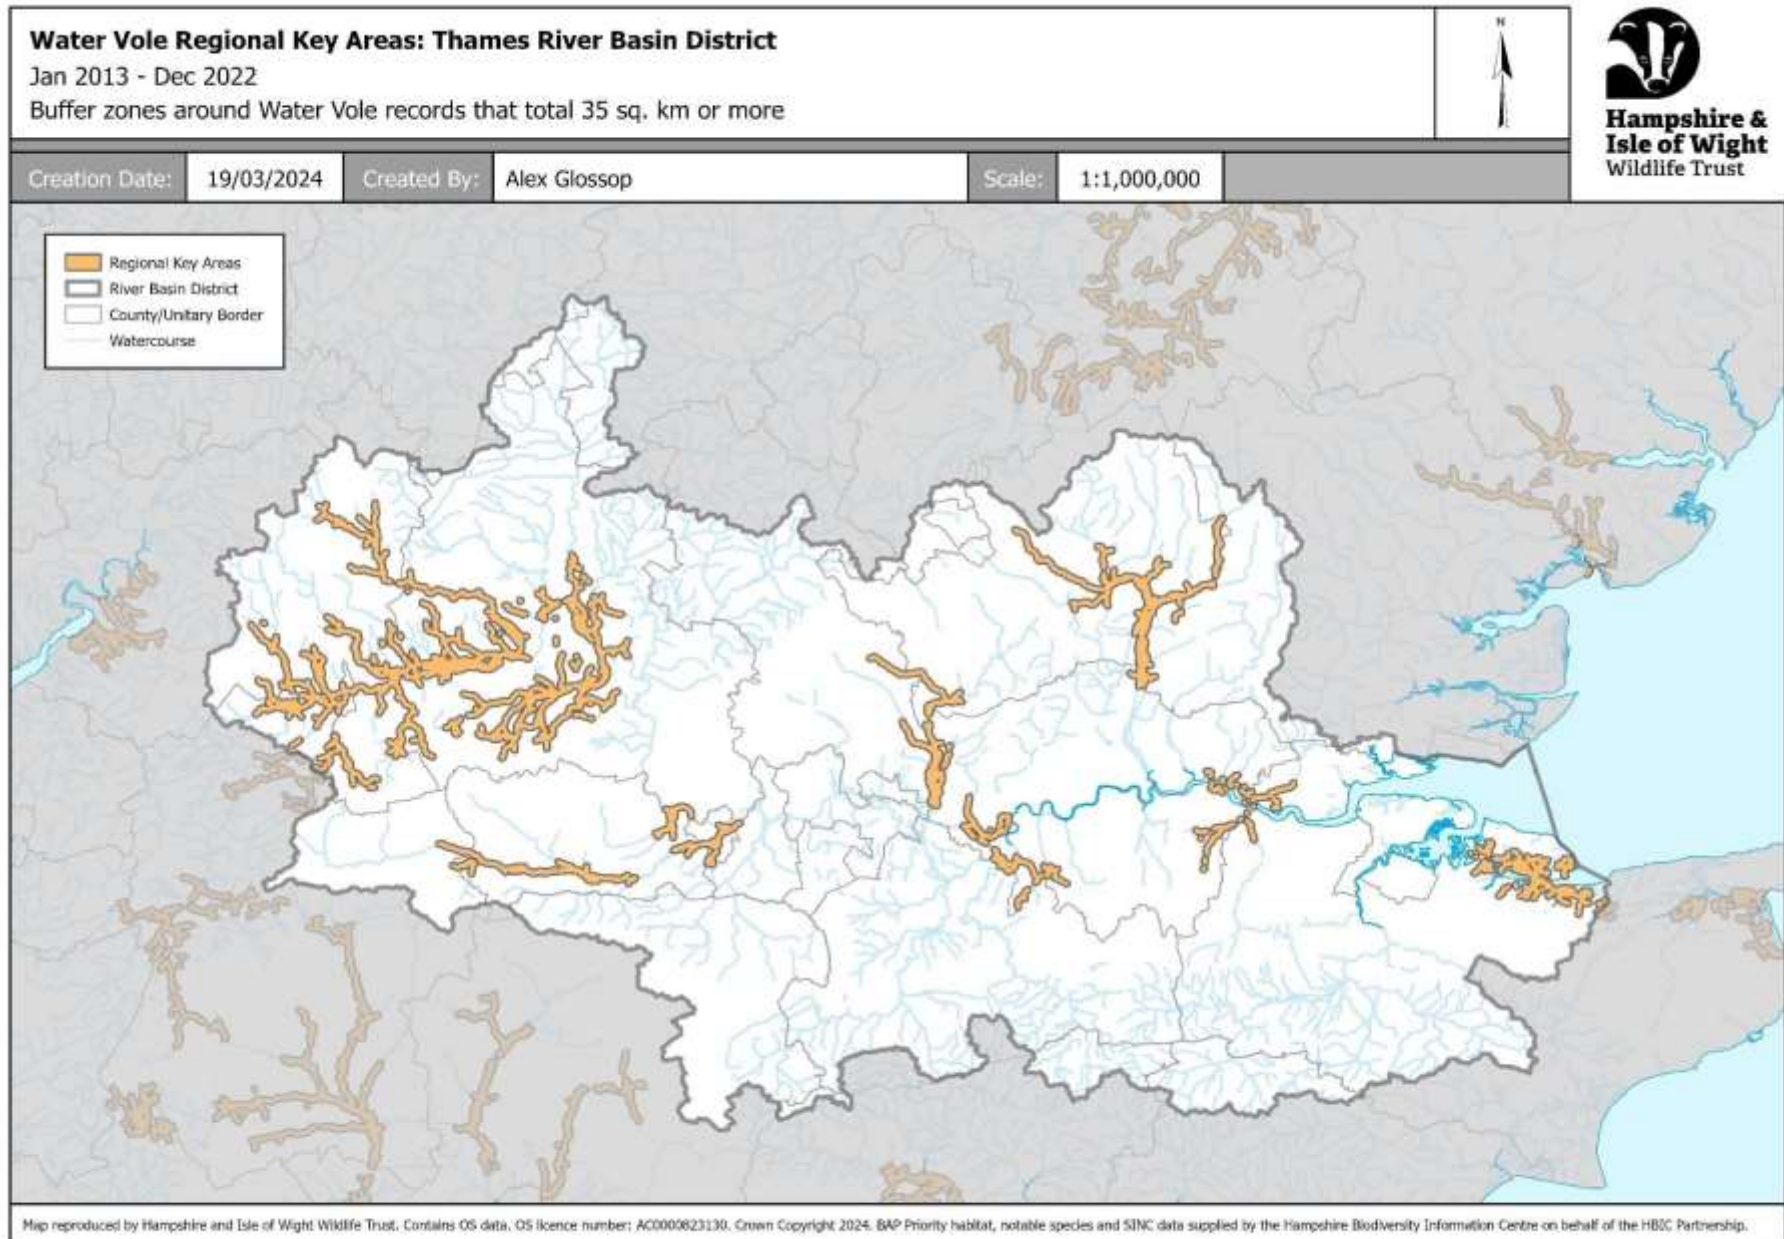 Water Vole Regional Key Areas: Thames River Basin District
Jan 2013 - Dec 2022
Buffer zones around Water Vole records that total 35 sq. km or more
N
Hampshire &
Isle of Wight
Wildlife Trust
Creation Date: 19/03/2024 Created By: Alex Glossop Scale: 1:1,000,000
Regional Key Areas
River Basin District
County/Unitary Border
Watercourse
Map reproduced by Hampshire and Isle of Wight Wildlife Trust. Contains OS data. OS licence number: AC0000823130. Crown Copyright 2024. BAP Priority habitat, notable species and SINC data supplied by the Hampshire Biodiversity Information Centre on behalf of the HBIC Partnership.